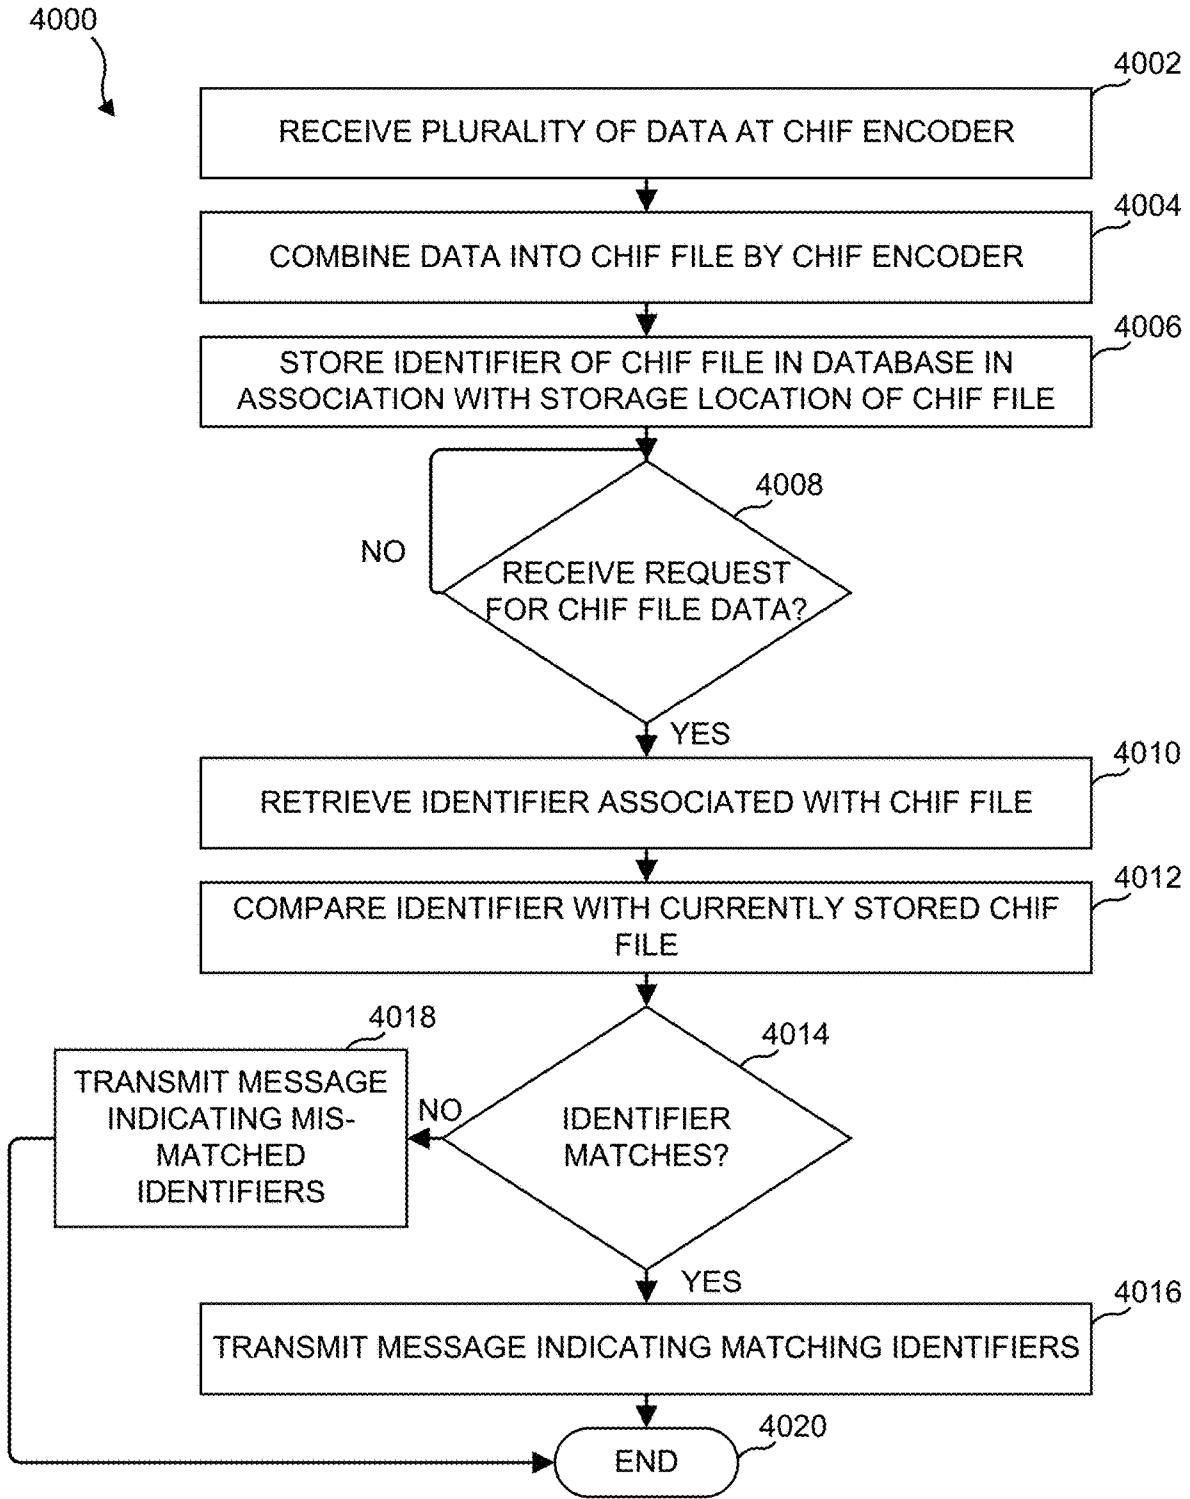 4000
4002
RECEIVE PLURALITY OF DATA AT CHIF ENCODER
4004
COMBINE DATA INTO CHIF FILE BY CHIF ENCODER
4006
STORE IDENTIFIER OF CHIF FILE IN DATABASE IN
ASSOCIATION WITH STORAGE LOCATION OF CHIF FILE
4008
NO
RECEIVE REQUEST
FOR CHIF FILE DATA?
YES
4010
RETRIEVE IDENTIFIER ASSOCIATED WITH CHIF FILE
4012
COMPARE IDENTIFIER WITH CURRENTLY STORED CHIF
FILE
4018
TRANSMIT MESSAGE
INDICATING MIS-
MATCHED
IDENTIFIERS
NO
4014
IDENTIFIER
MATCHES?
YES
4016
TRANSMIT MESSAGE INDICATING MATCHING IDENTIFIERS
4020
END